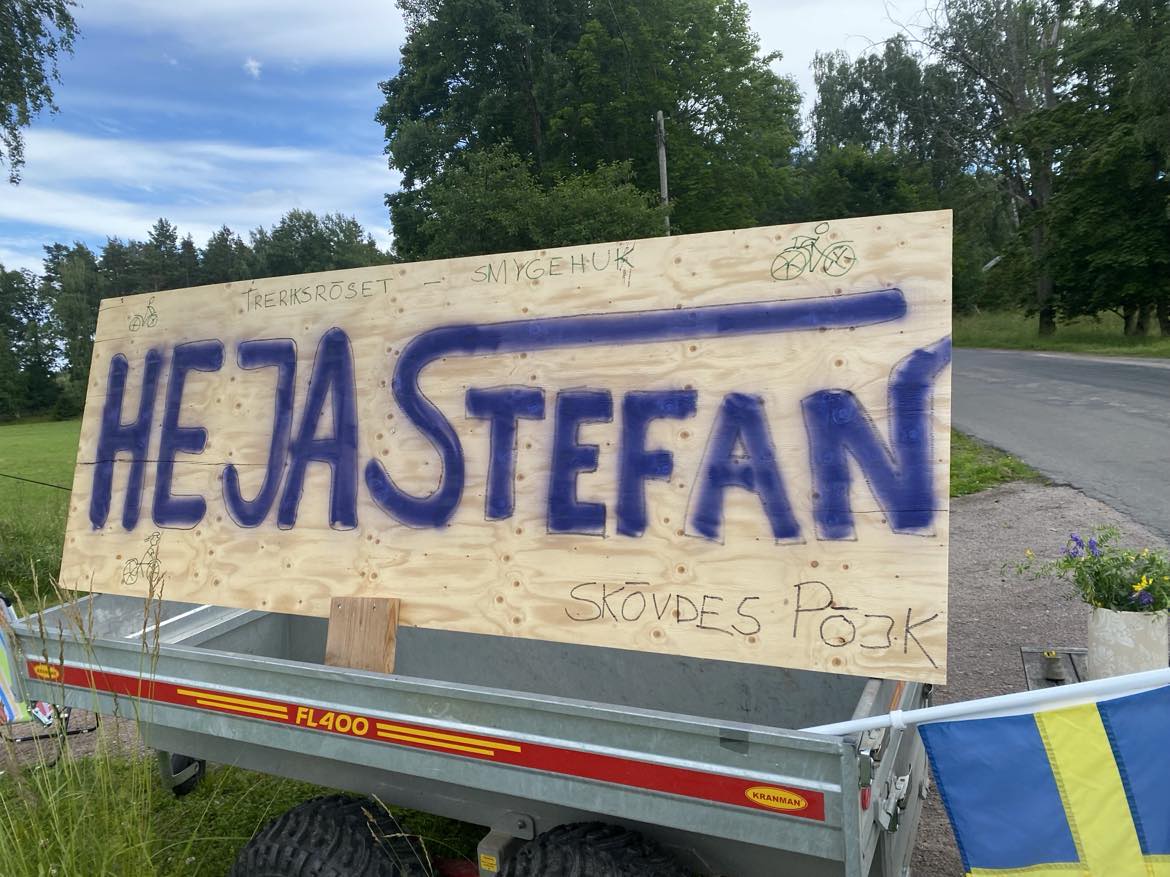 TRERIKSRÖSET – SMYGEHUK
HEJA STEFAN
SKÖVDES POJK
FL400
KRANMAN